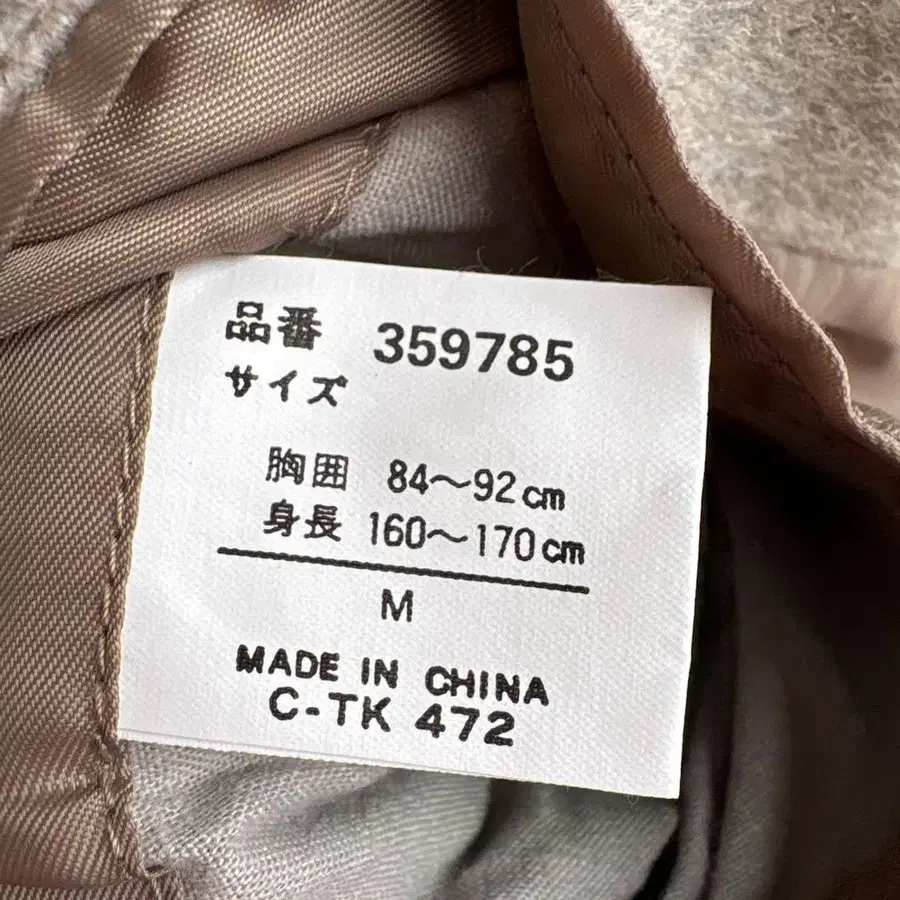 品番 359785
サイズ
胸囲 84～92cm
身長 160～170cm
M
MADE IN CHINA
C-TK 472